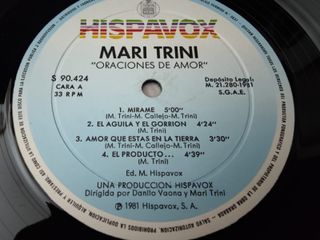 HISPAVOX
MARI TRINI
"ORACIONES DE AMOR"
S 90.424
CARA A
33 RPM
Depósito Legal:
M. 21.280-1981
S.G.A.E.
1. MIRAME 5'00"
(M. Trini-M. Callejo-M. Trini)
2. EL AGUILA Y EL GORRION 4'24"
(M. Trini)
3. AMOR QUE ESTAS EN LA TIERRA 3'30"
(M. Trini-M. Callejo-M. Trini)
4. EL PRODUCTO... 4'39"
(M. Trini)
Ed. M. Hispavox
UNA PRODUCCION HISPAVOX
Dirigida por Danilo Vaona y Mari Trini
℗ 1981 Hispavox, S. A.